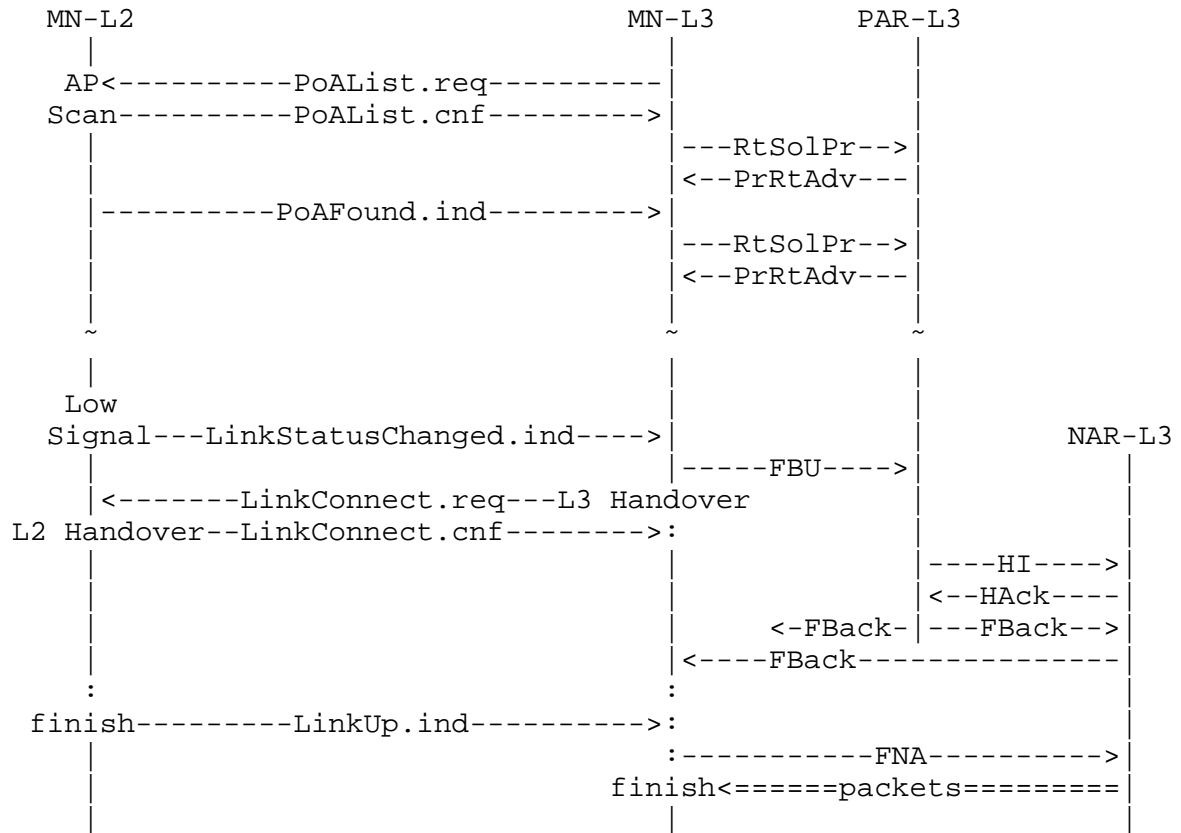 MN-L2                              MN-L3         PAR-L3
  |                                  |              |
 AP<----------PoAList.req----------|              |
Scan----------PoAList.cnf--------->|              |
  |                                  |---RtSolPr-->|
  |                                  |<--PrRtAdv---|
  |----------PoAFound.ind--------->|              |
  |                                  |---RtSolPr-->|
  |                                  |<--PrRtAdv---|
  |                                  |              |
  ~                                  ~              ~
  |                                  |              |
 Low                                 |              |
Signal---LinkStatusChanged.ind---->|              |            NAR-L3
  |                                  |-----FBU---->|            |
  |<-------LinkConnect.req---L3 Handover            |            |
L2 Handover--LinkConnect.cnf-------->:              |            |
  |                                  |              |----HI---->|
  |                                  |              |<--HAck----|
  |                                  |     <-FBack-|---FBack-->|
  |                                  |<----FBack---------------|
  :                                  :                           |
finish---------LinkUp.ind---------->:                           |
  |                                  :-----------FNA---------->|
  |                               finish<======packets=========|
  |                                  |                           |